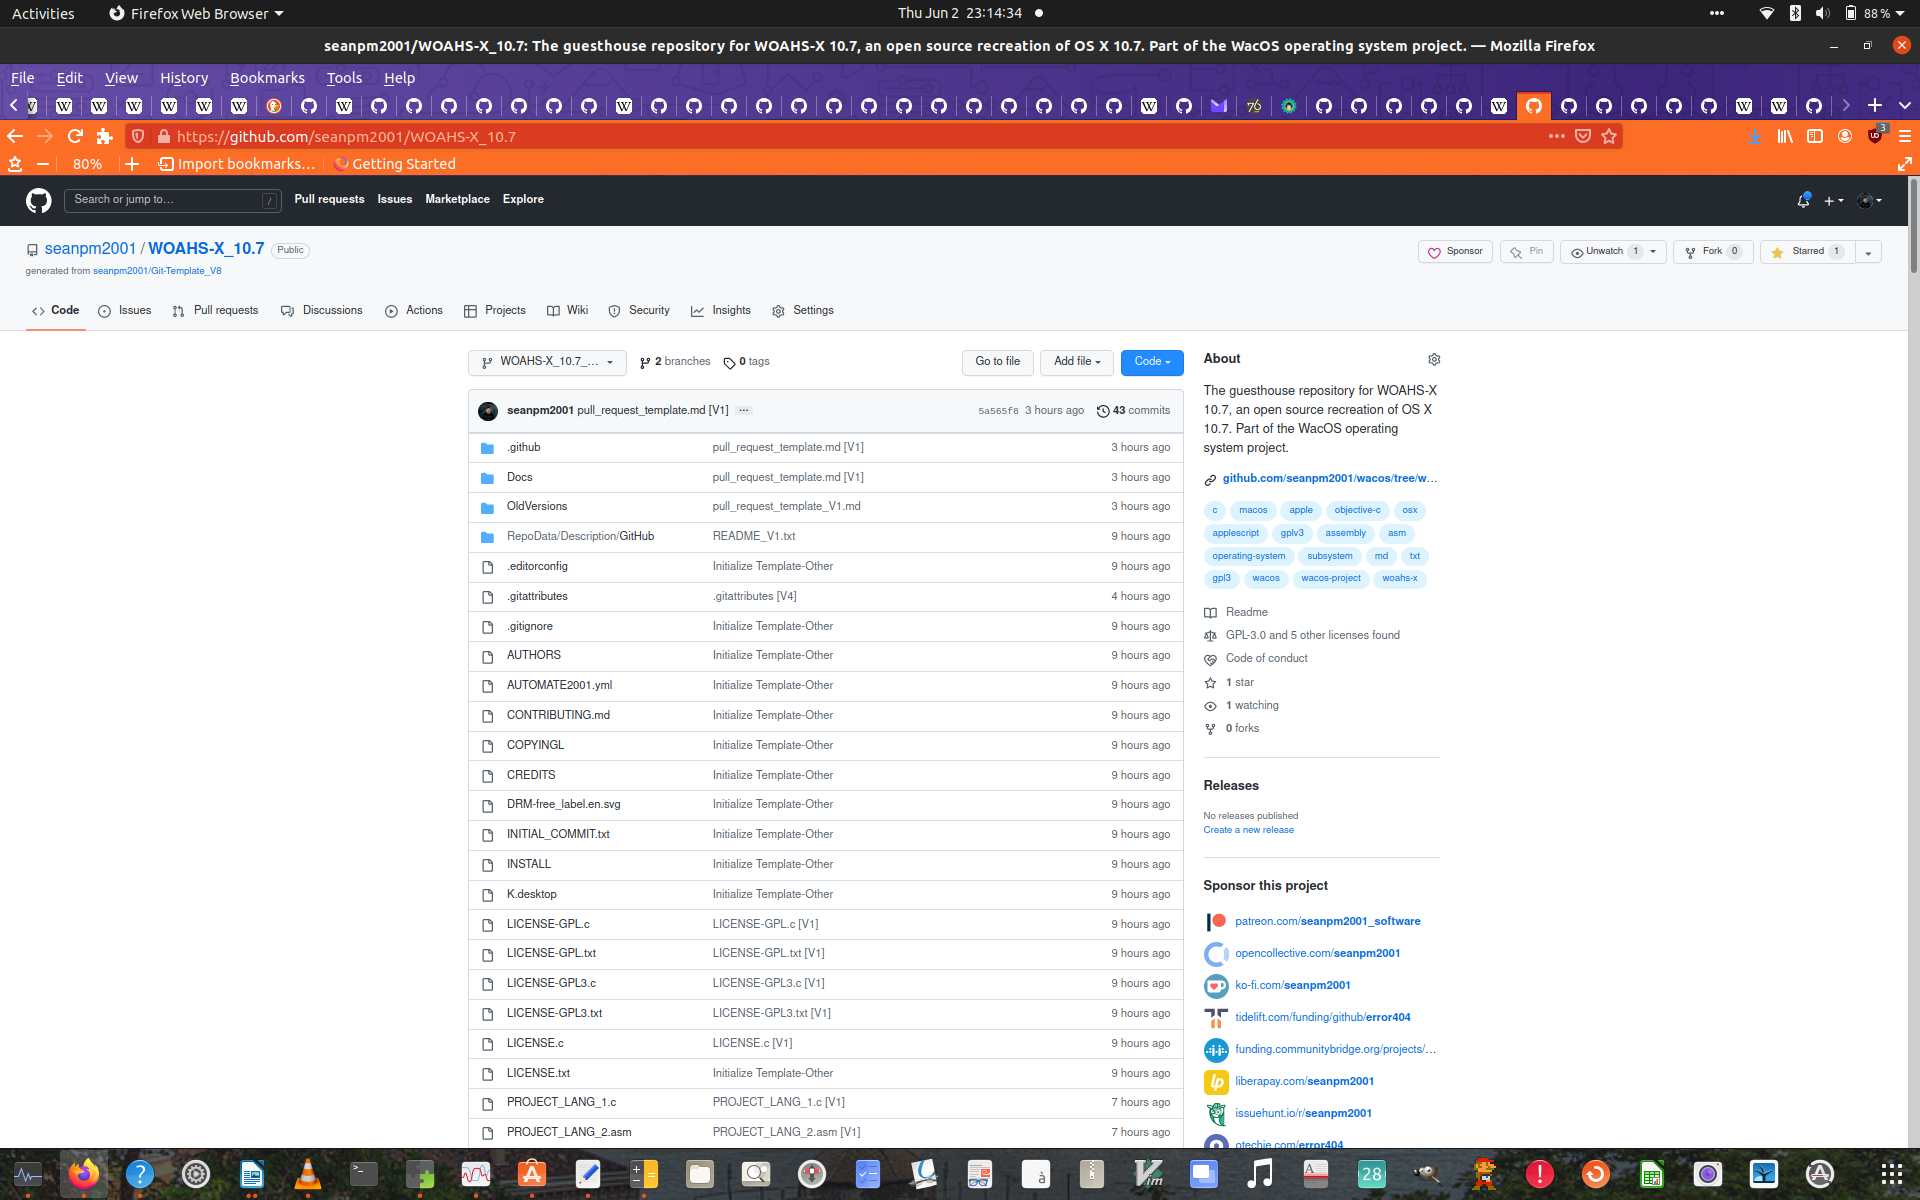 Activities
Firefox Web Browser
Thu Jun 2 23:14:34
88 %
seanpm2001/WOAHS-X_10.7: The guesthouse repository for WOAHS-X 10.7, an open source recreation of OS X 10.7. Part of the WacOS operating system project. — Mozilla Firefox
File Edit View History Bookmarks Tools Help
https://github.com/seanpm2001/WOAHS-X_10.7
3
80%
Import bookmarks...
Getting Started
Search or jump to...
/
Pull requests Issues Marketplace Explore
seanpm2001 / WOAHS-X_10.7 Public
generated from seanpm2001/Git-Template_V8
Sponsor
Pin
Unwatch 1
Fork 0
Starred 1
Code Issues Pull requests Discussions Actions Projects Wiki Security Insights Settings
WOAHS-X_10.7_...
2 branches
0 tags
Go to file
Add file
Code
seanpm2001 pull_request_template.md [V1] ... 5a565f8 3 hours ago 43 commits
.github pull_request_template.md [V1] 3 hours ago
Docs pull_request_template.md [V1] 3 hours ago
OldVersions pull_request_template_V1.md 3 hours ago
RepoData/Description/GitHub README_V1.txt 9 hours ago
.editorconfig Initialize Template-Other 9 hours ago
.gitattributes .gitattributes [V4] 4 hours ago
.gitignore Initialize Template-Other 9 hours ago
AUTHORS Initialize Template-Other 9 hours ago
AUTOMATE2001.yml Initialize Template-Other 9 hours ago
CONTRIBUTING.md Initialize Template-Other 9 hours ago
COPYINGL Initialize Template-Other 9 hours ago
CREDITS Initialize Template-Other 9 hours ago
DRM-free_label.en.svg Initialize Template-Other 9 hours ago
INITIAL_COMMIT.txt Initialize Template-Other 9 hours ago
INSTALL Initialize Template-Other 9 hours ago
K.desktop Initialize Template-Other 9 hours ago
LICENSE-GPL.c LICENSE-GPL.c [V1] 9 hours ago
LICENSE-GPL.txt LICENSE-GPL.txt [V1] 9 hours ago
LICENSE-GPL3.c LICENSE-GPL3.c [V1] 9 hours ago
LICENSE-GPL3.txt LICENSE-GPL3.txt [V1] 9 hours ago
LICENSE.c LICENSE.c [V1] 9 hours ago
LICENSE.txt Initialize Template-Other 9 hours ago
PROJECT_LANG_1.c PROJECT_LANG_1.c [V1] 7 hours ago
PROJECT_LANG_2.asm PROJECT_LANG_2.asm [V1] 7 hours ago
About
The guesthouse repository for WOAHS-X
10.7, an open source recreation of OS X
10.7. Part of the WacOS operating
system project.
github.com/seanpm2001/wacos/tree/w...
c macos apple objective-c osx
applescript gplv3 assembly asm
operating-system subsystem md txt
gpl3 wacos wacos-project woahs-x
Readme
GPL-3.0 and 5 other licenses found
Code of conduct
1 star
1 watching
0 forks
Releases
No releases published
Create a new release
Sponsor this project
patreon.com/seanpm2001_software
opencollective.com/seanpm2001
ko-fi.com/seanpm2001
tidelift.com/funding/github/error404
funding.communitybridge.org/projects/...
liberapay.com/seanpm2001
issuehunt.io/r/seanpm2001
otechie.com/error404
28